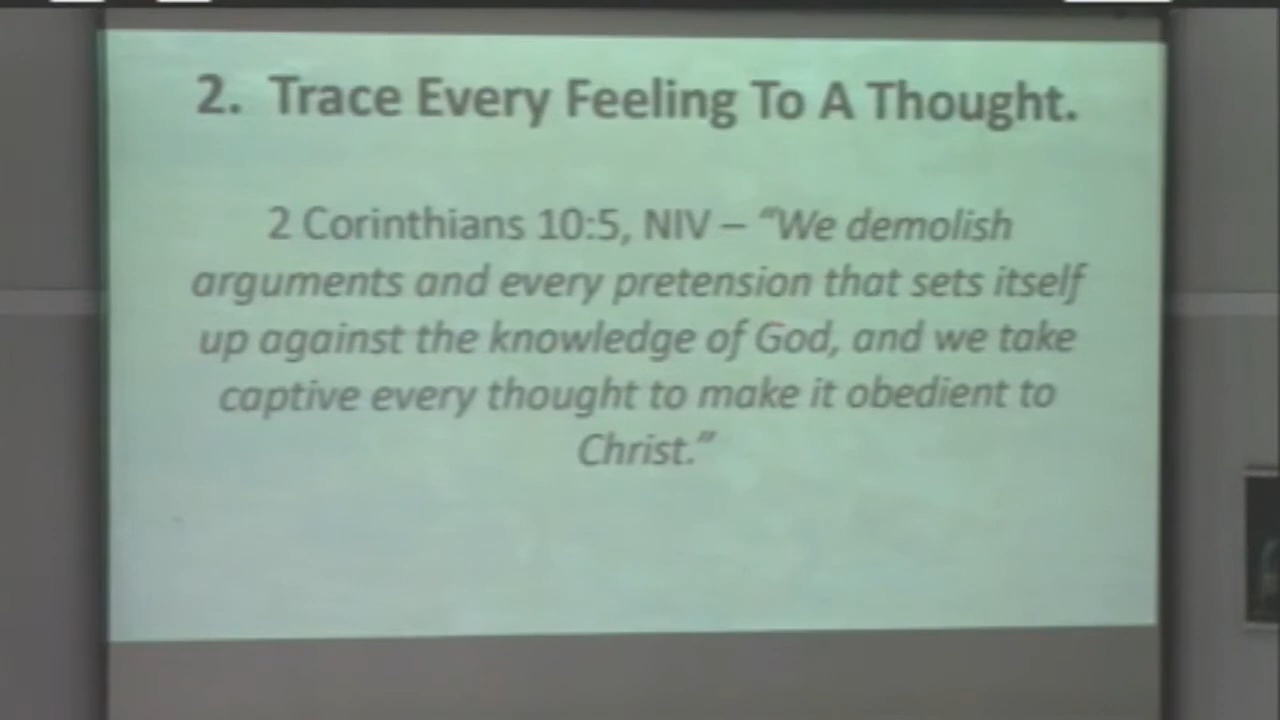 2. Trace Every Feeling To A Thought.
2 Corinthians 10:5, NIV – “We demolish
arguments and every pretension that sets itself
up against the knowledge of God, and we take
captive every thought to make it obedient to
Christ.”